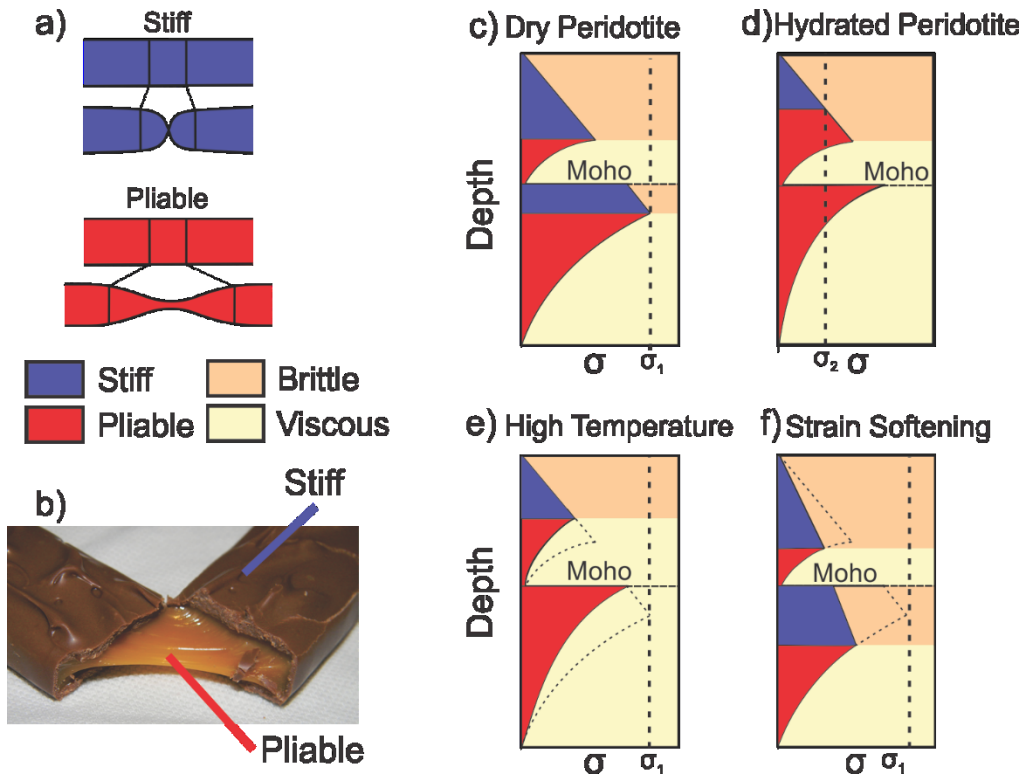 a)
Stiff
Pliable
Stiff
Brittle
Pliable
Viscous
b)
Stiff
Pliable
c) Dry Peridotite
Moho
Depth
σ
σ1
d) Hydrated Peridotite
σ2 σ
e) High Temperature
Moho
Depth
σ
σ1
f) Strain Softening
Moho
σ
σ1